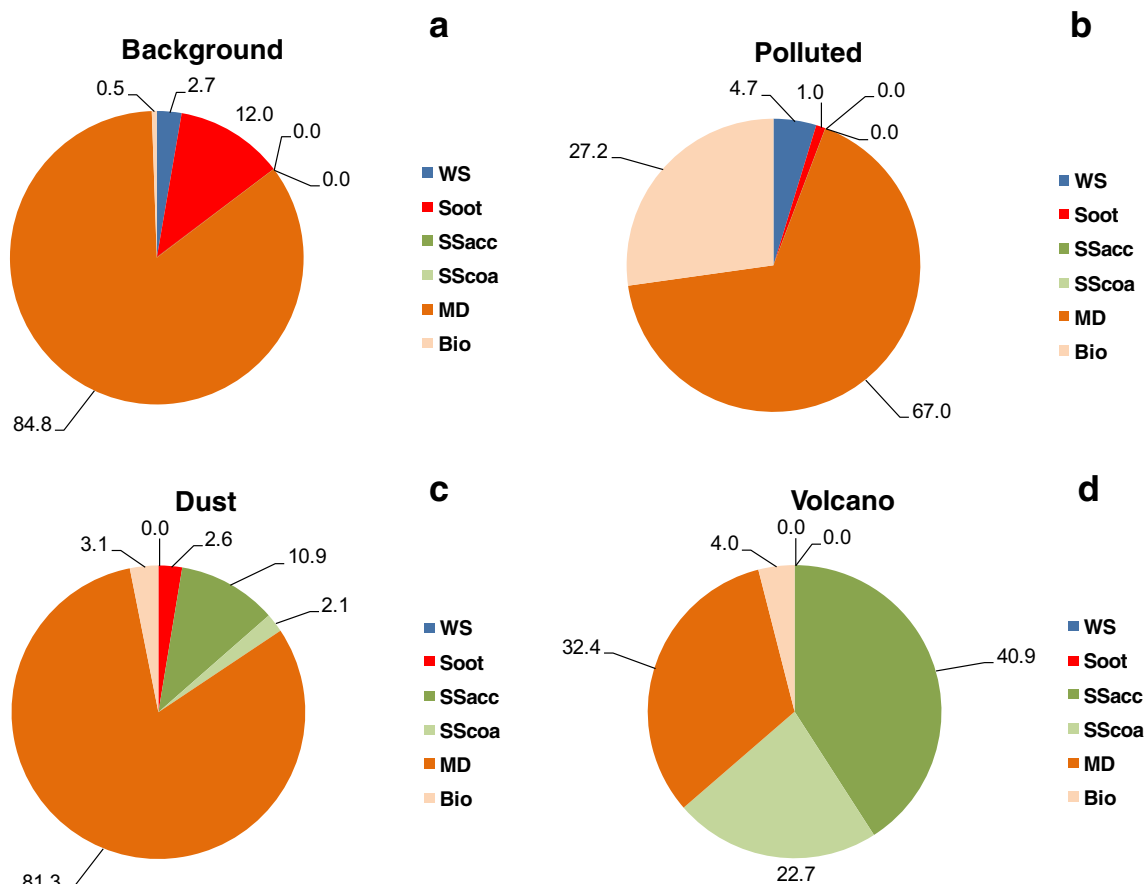 a
Background
0.5
2.7
12.0
0.0
0.0
84.8
WS
Soot
SSacc
SScoa
MD
Bio
b
Polluted
4.7
1.0
0.0
0.0
27.2
67.0
WS
Soot
SSacc
SScoa
MD
Bio
c
Dust
0.0
3.1
2.6
10.9
2.1
81.3
WS
Soot
SSacc
SScoa
MD
Bio
d
Volcano
0.0
4.0
0.0
32.4
40.9
22.7
WS
Soot
SSacc
SScoa
MD
Bio